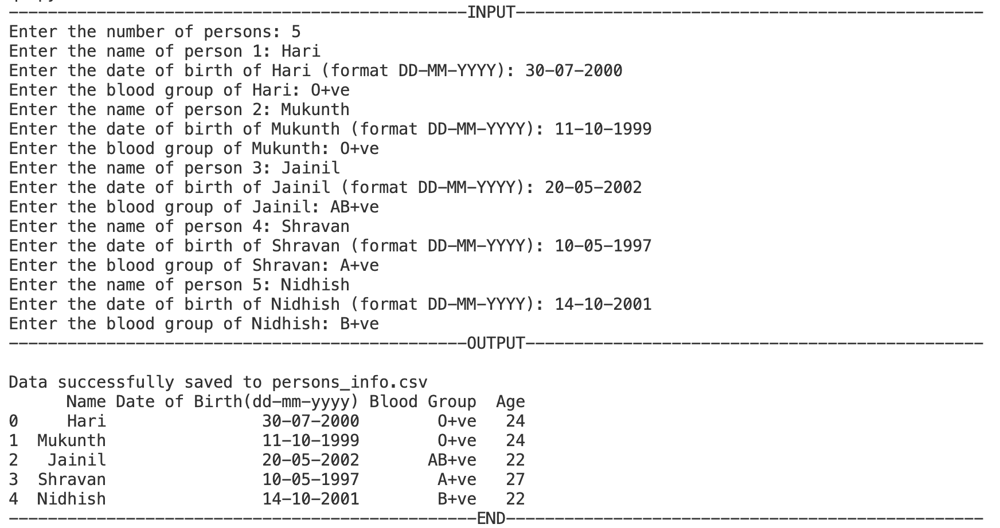 -----------------------------------------------INPUT------------------------------------------------
Enter the number of persons: 5
Enter the name of person 1: Hari
Enter the date of birth of Hari (format DD-MM-YYYY): 30-07-2000
Enter the blood group of Hari: O+ve
Enter the name of person 2: Mukunth
Enter the date of birth of Mukunth (format DD-MM-YYYY): 11-10-1999
Enter the blood group of Mukunth: O+ve
Enter the name of person 3: Jainil
Enter the date of birth of Jainil (format DD-MM-YYYY): 20-05-2002
Enter the blood group of Jainil: AB+ve
Enter the name of person 4: Shravan
Enter the date of birth of Shravan (format DD-MM-YYYY): 10-05-1997
Enter the blood group of Shravan: A+ve
Enter the name of person 5: Nidhish
Enter the date of birth of Nidhish (format DD-MM-YYYY): 14-10-2001
Enter the blood group of Nidhish: B+ve
-----------------------------------------------OUTPUT-----------------------------------------------
Data successfully saved to persons_info.csv
      Name Date of Birth(dd-mm-yyyy) Blood Group  Age
0     Hari                30-07-2000        O+ve   24
1  Mukunth                11-10-1999        O+ve   24
2   Jainil                20-05-2002       AB+ve   22
3  Shravan                10-05-1997        A+ve   27
4  Nidhish                14-10-2001        B+ve   22
------------------------------------------------END-------------------------------------------------